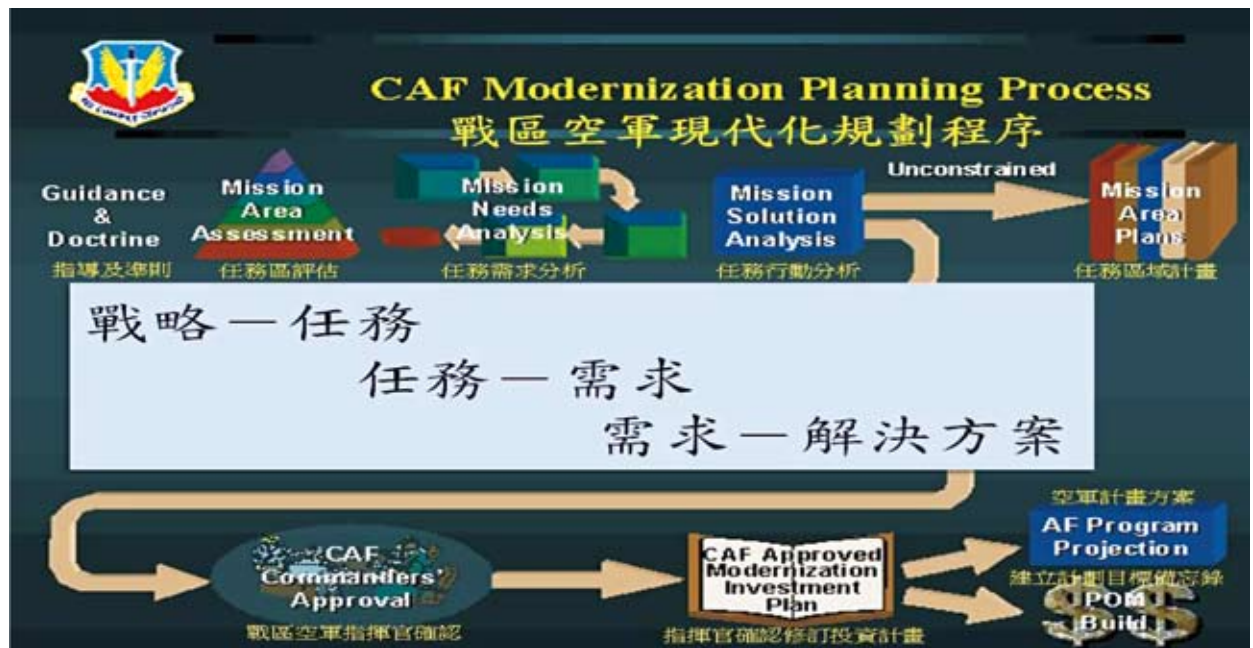 AIR COMBAT COMMAND
CAF Modernization Planning Process
戰區空軍現代化規劃程序
Guidance
&
Doctrine
指導及準則
Mission
Area
Assessment
任務區評估
Mission
Needs
Analysis
任務需求分析
Mission
Solution
Analysis
任務行動分析
Unconstrained
Mission
Area
Plans
任務區域計畫
戰略－任務
任務－需求
需求－解決方案
CAF
Commanders'
Approval
戰區空軍指揮官確認
CAF Approved
Modernization
Investment
Plan
指揮官確認修訂投資計畫
空軍計畫方案
AF Program
Projection
建立計劃目標備忘錄
$$
POM
Build